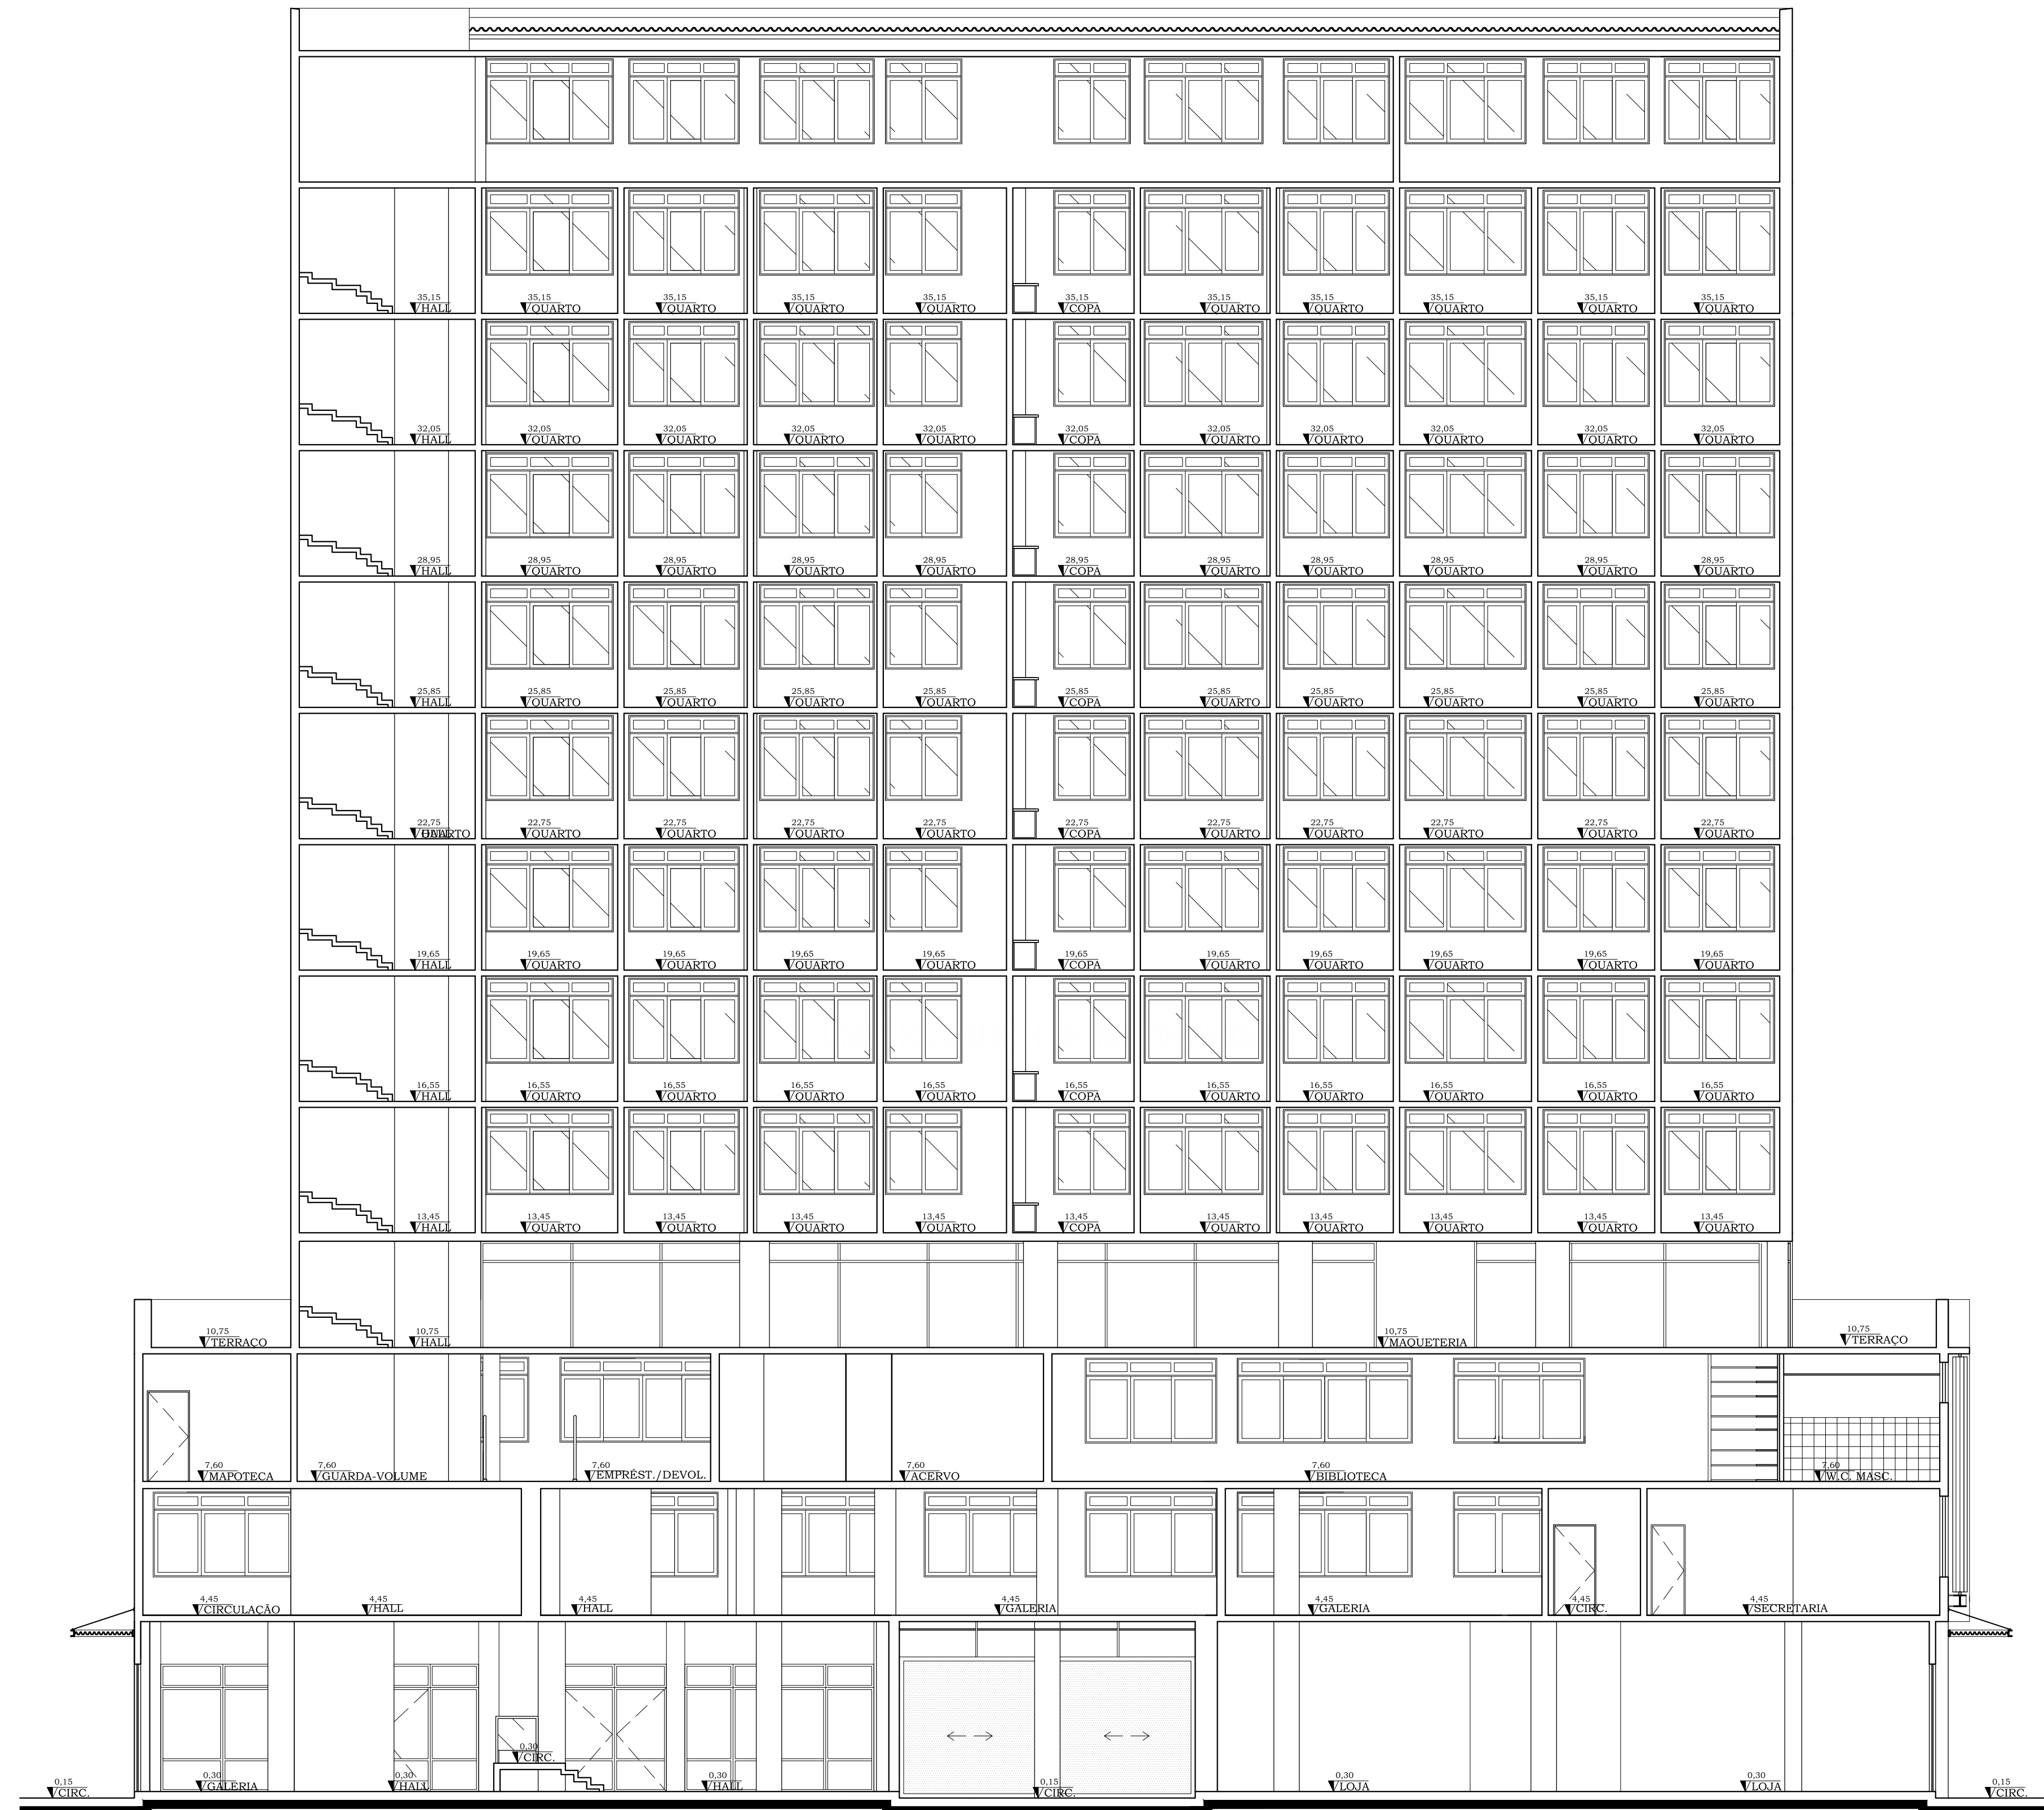 35,15 35,15 35,15 35,15 35,15 35,15 35,15 35,15 35,15 35,15 35,15
HALL QUARTO QUARTO QUARTO QUARTO COPA QUARTO QUARTO QUARTO QUARTO QUARTO
32,05 32,05 32,05 32,05 32,05 32,05 32,05 32,05 32,05 32,05 32,05
HALL QUARTO QUARTO QUARTO QUARTO COPA QUARTO QUARTO QUARTO QUARTO QUARTO
28,95 28,95 28,95 28,95 28,95 28,95 28,95 28,95 28,95 28,95 28,95
HALL QUARTO QUARTO QUARTO QUARTO COPA QUARTO QUARTO QUARTO QUARTO QUARTO
25,85 25,85 25,85 25,85 25,85 25,85 25,85 25,85 25,85 25,85 25,85
HALL QUARTO QUARTO QUARTO QUARTO COPA QUARTO QUARTO QUARTO QUARTO QUARTO
22,75 22,75 22,75 22,75 22,75 22,75 22,75 22,75 22,75 22,75 22,75
QUARTO QUARTO QUARTO QUARTO COPA QUARTO QUARTO QUARTO QUARTO QUARTO
19,65 19,65 19,65 19,65 19,65 19,65 19,65 19,65 19,65 19,65 19,65
HALL QUARTO QUARTO QUARTO QUARTO COPA QUARTO QUARTO QUARTO QUARTO QUARTO
16,55 16,55 16,55 16,55 16,55 16,55 16,55 16,55 16,55 16,55 16,55
HALL QUARTO QUARTO QUARTO QUARTO COPA QUARTO QUARTO QUARTO QUARTO QUARTO
13,45 13,45 13,45 13,45 13,45 13,45 13,45 13,45 13,45 13,45 13,45
HALL QUARTO QUARTO QUARTO QUARTO COPA QUARTO QUARTO QUARTO QUARTO QUARTO
10,75 10,75 10,75 10,75
TERRAÇO HALL MAQUETERIA TERRAÇO
7,60 7,60 7,60 7,60 7,60 7,60
MAPOTECA GUARDA-VOLUME EMPRÉST./DEVOL. ACERVO BIBLIOTECA W.C. MASC.
4,45 4,45 4,45 4,45 4,45 4,45 4,45
CIRCULAÇÃO HALL HALL GALERIA GALERIA CIRC. SECRETARIA
0,30
CIRC.
0,15 0,30 0,30 0,30 0,15 0,30 0,30 0,15
CIRC. GALERIA HALL HALL CIRC. LOJA LOJA CIRC.